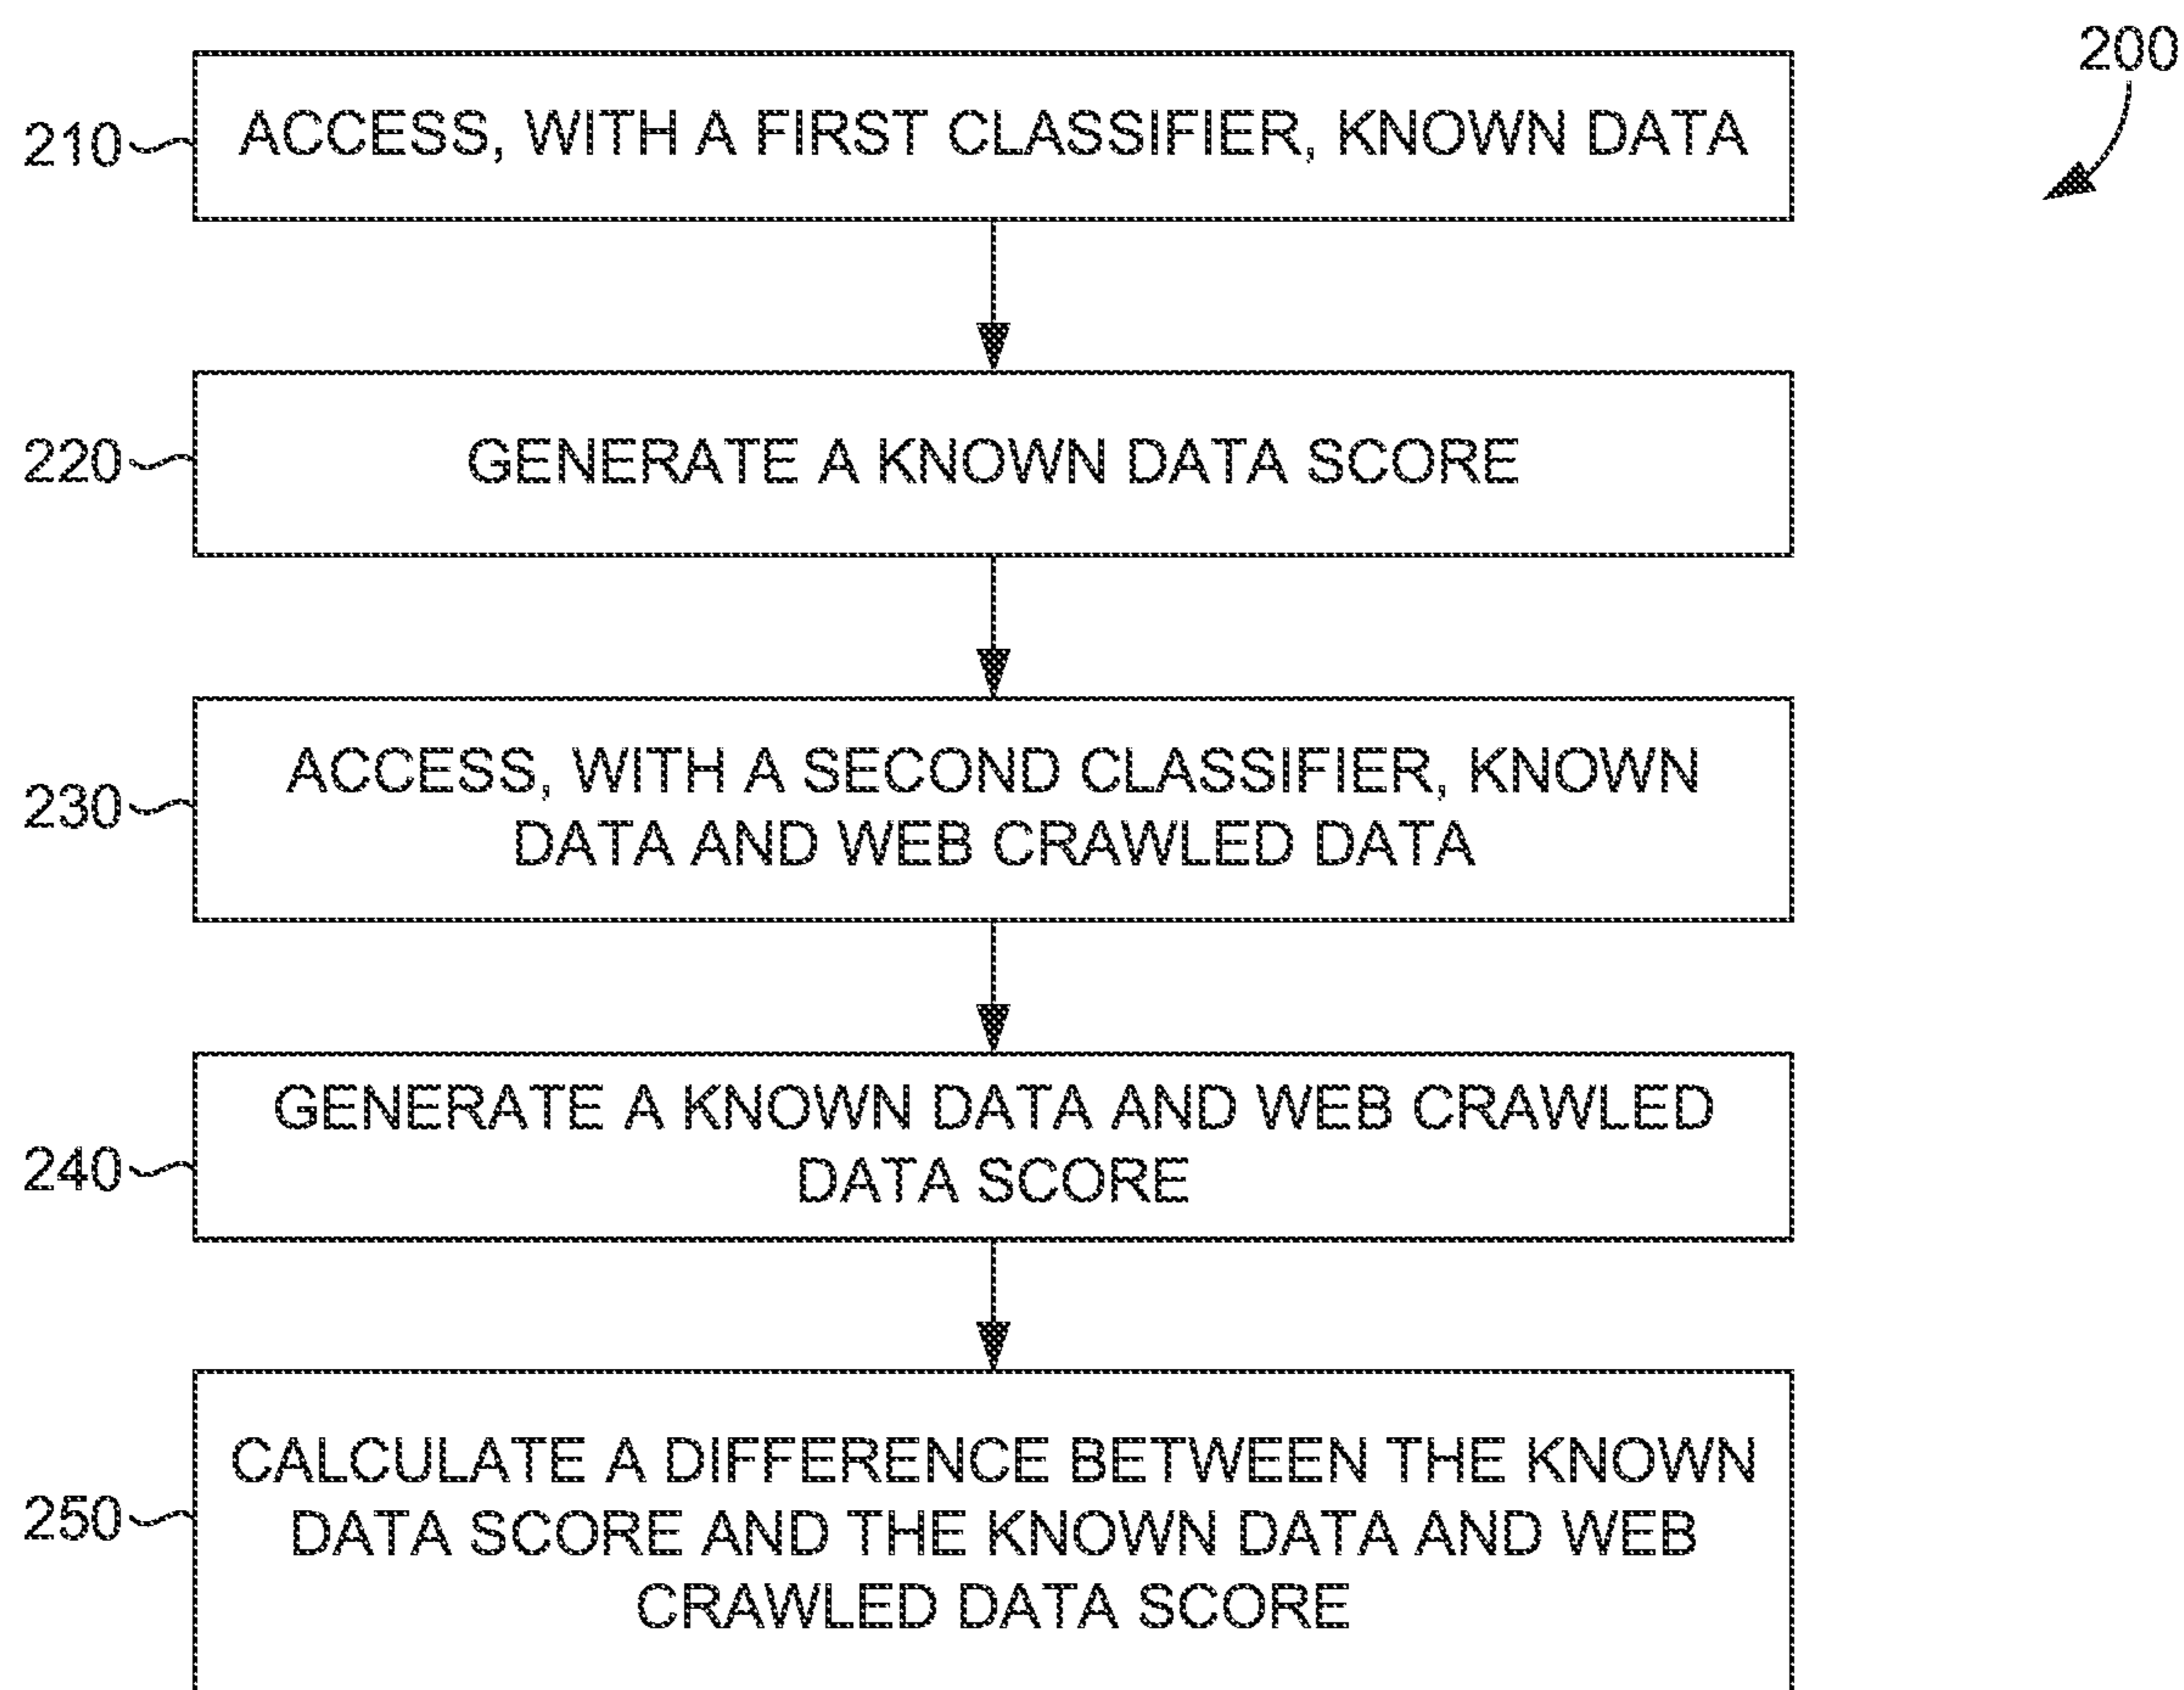 200
210
ACCESS, WITH A FIRST CLASSIFIER, KNOWN DATA
220
GENERATE A KNOWN DATA SCORE
230
ACCESS, WITH A SECOND CLASSIFIER, KNOWN
DATA AND WEB CRAWLED DATA
240
GENERATE A KNOWN DATA AND WEB CRAWLED
DATA SCORE
250
CALCULATE A DIFFERENCE BETWEEN THE KNOWN
DATA SCORE AND THE KNOWN DATA AND WEB
CRAWLED DATA SCORE